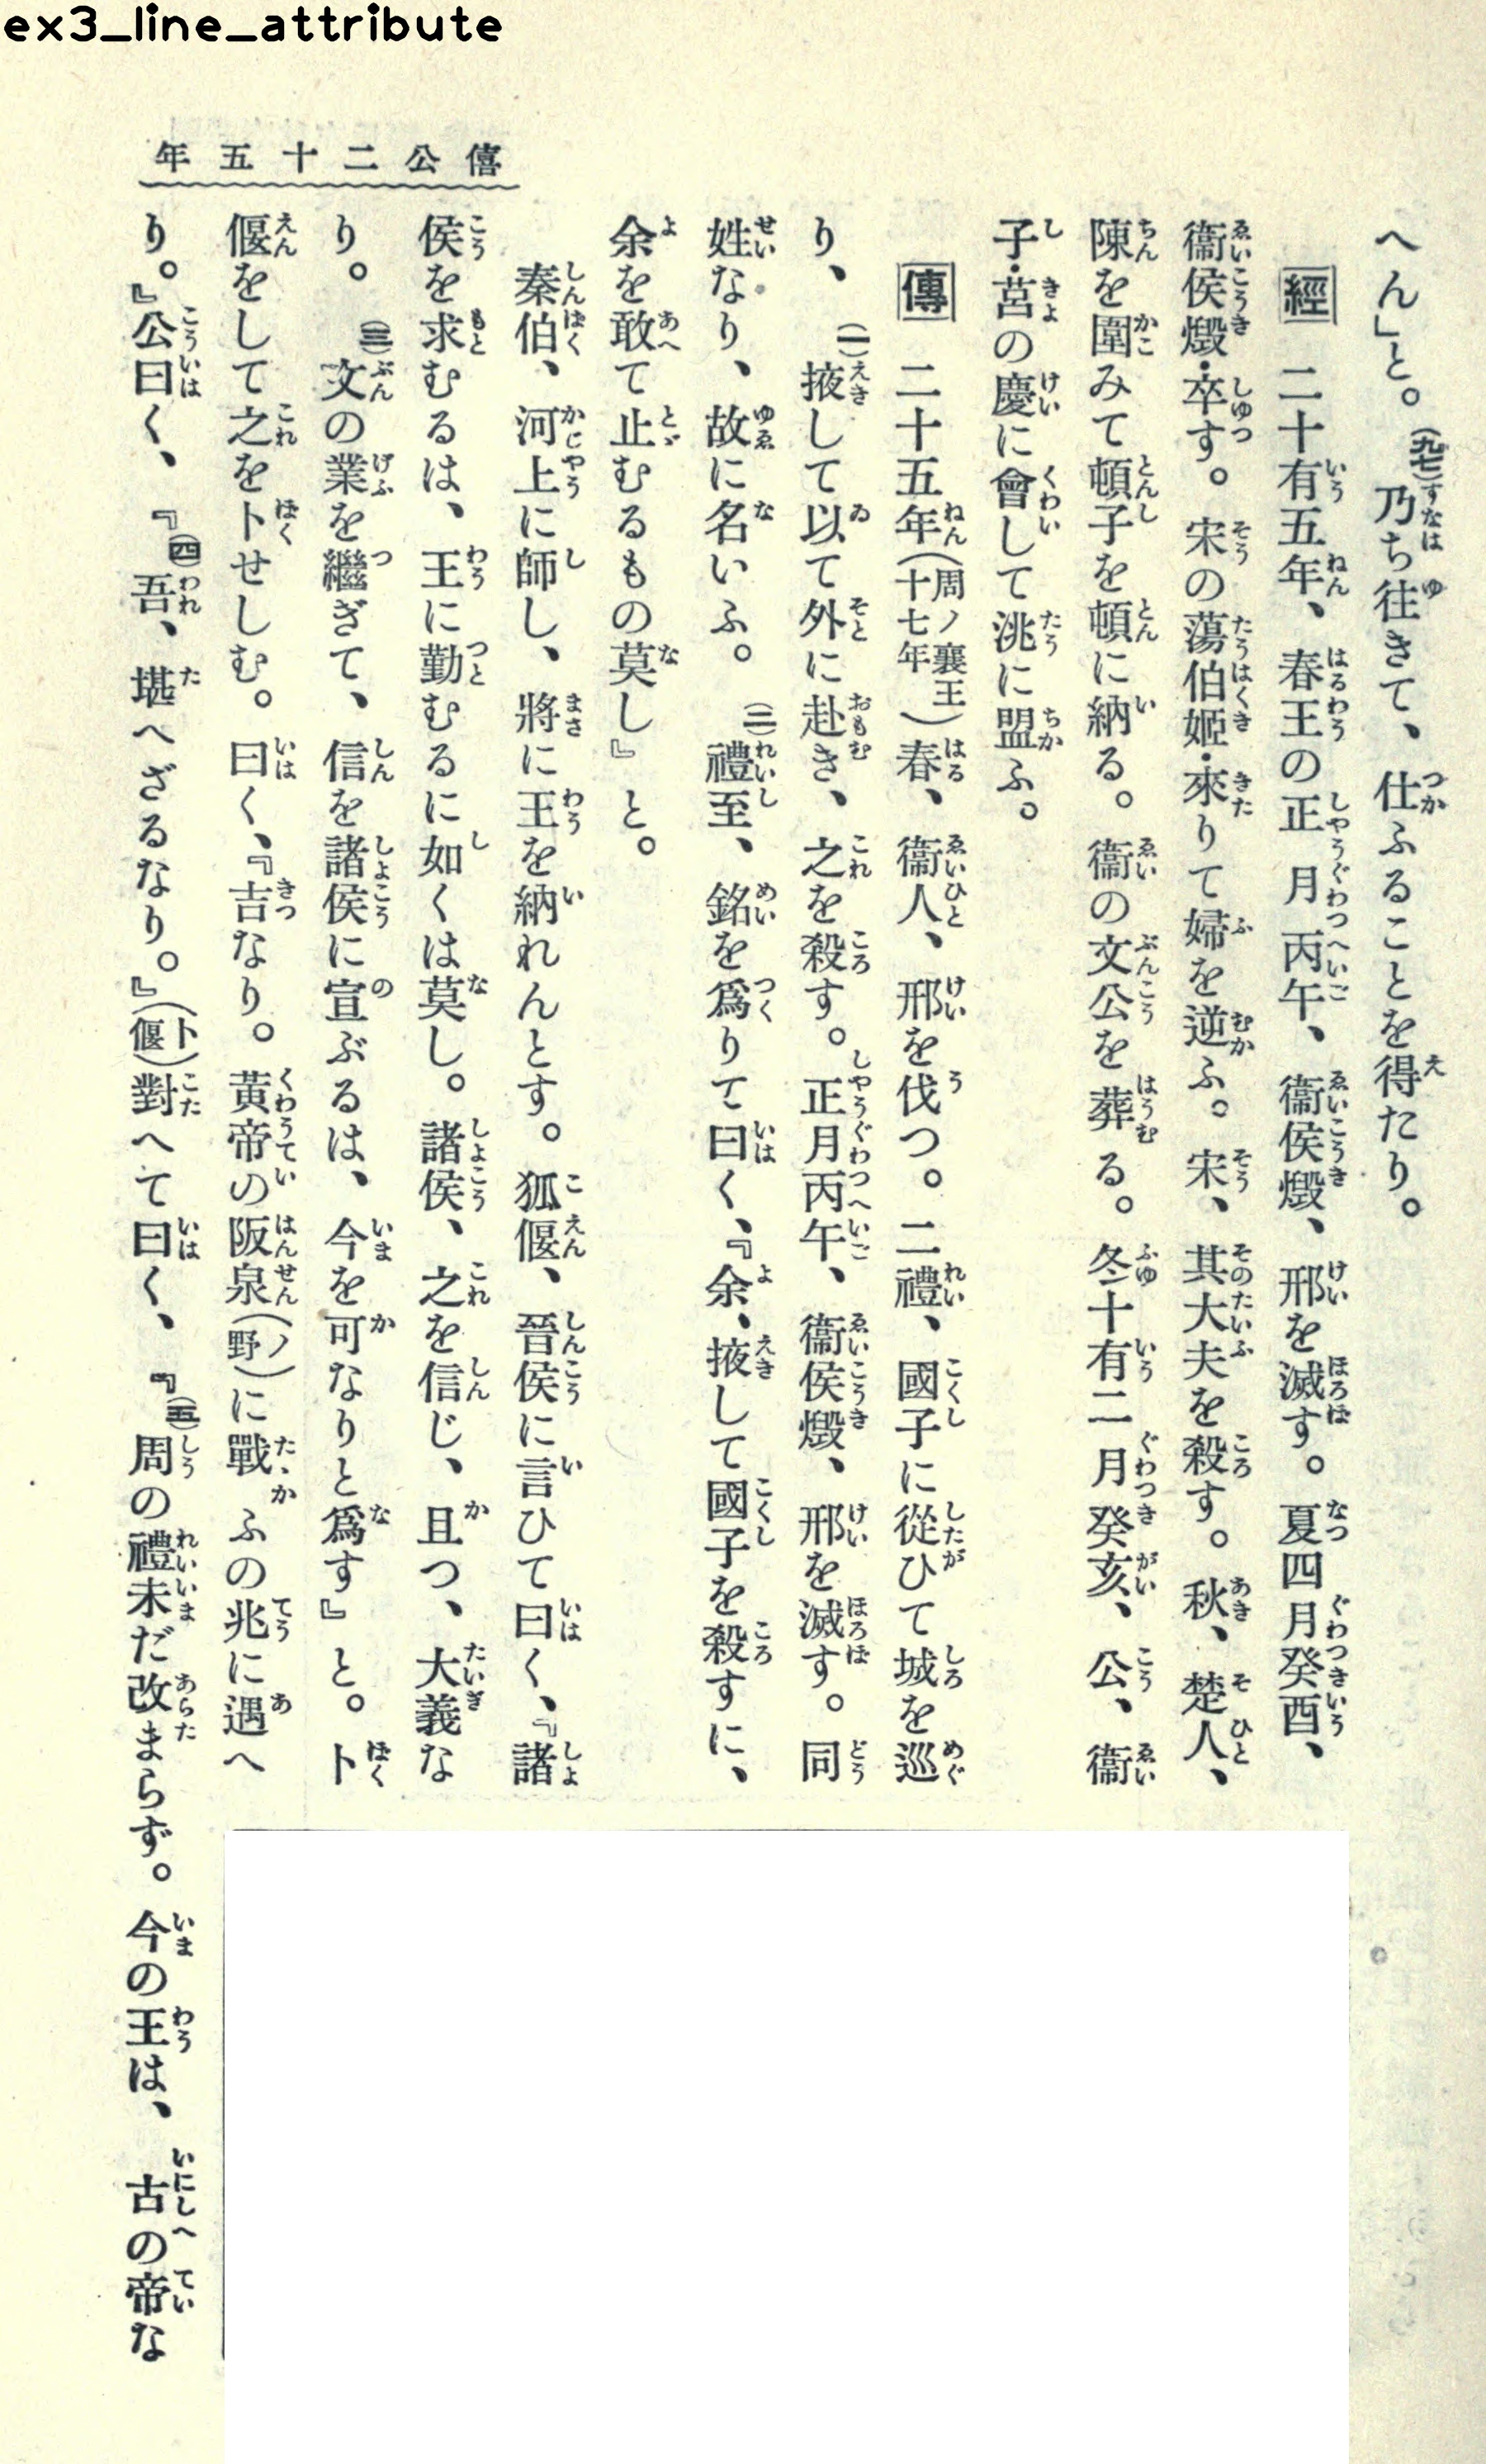 ex3_line_attribute
僖公二十五年
へん」と。(九七)乃ち往きて、仕ふることを得たり。
經 二十有五年、春王の正月丙午、衞侯燬、邢を滅す。夏四月癸酉、
衞侯燬・卒す。宋の蕩伯姬・來りて婦を逆ふ。宋、其大夫を殺す。秋、楚人、
陳を圍みて頓子を頓に納る。衞の文公を葬る。冬十有二月癸亥、公、衞
子・莒の慶に會して洮に盟ふ。
傳 二十五年(周ノ襄王十七年)春、衞人、邢を伐つ。二禮、國子に從ひて城を巡
り、(一)掖して以て外に赴き、之を殺す。正月丙午、衞侯燬、邢を滅す。同
姓なり、故に名いふ。(二)禮至、銘を爲りて曰く、『余、掖して國子を殺すに、
余を敢て止むるもの莫し』と。
秦伯、河上に師し、將に王を納れんとす。狐偃、晉侯に言ひて曰く、『諸
侯を求むるは、王に勤むるに如くは莫し。諸侯、之を信じ、且つ、大義な
り。(三)文の業を繼ぎて、信を諸侯に宣ぶるは、今を可なりと爲す』と。卜
偃をして之を卜せしむ。曰く、『吉なり。黃帝の阪泉(ノ野)に戰ふの兆に遇へ
り。』公曰く、『(四)吾、堪へざるなり。』(卜偃)對へて曰く、『(五)周の禮未だ改まらず。今の王は、古の帝な